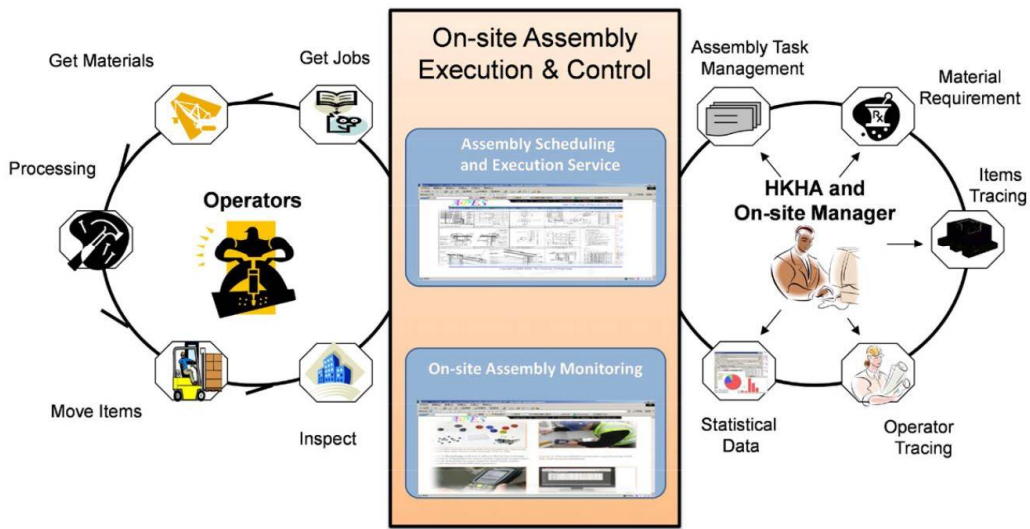 On-site Assembly
Execution & Control
Get Materials
Get Jobs
Processing
Operators
Move Items
Inspect
Assembly Scheduling
and Execution Service
On-site Assembly Monitoring
Assembly Task
Management
Material
Requirement
Rx
HKHA and
On-site Manager
Items
Tracing
Statistical
Data
Operator
Tracing